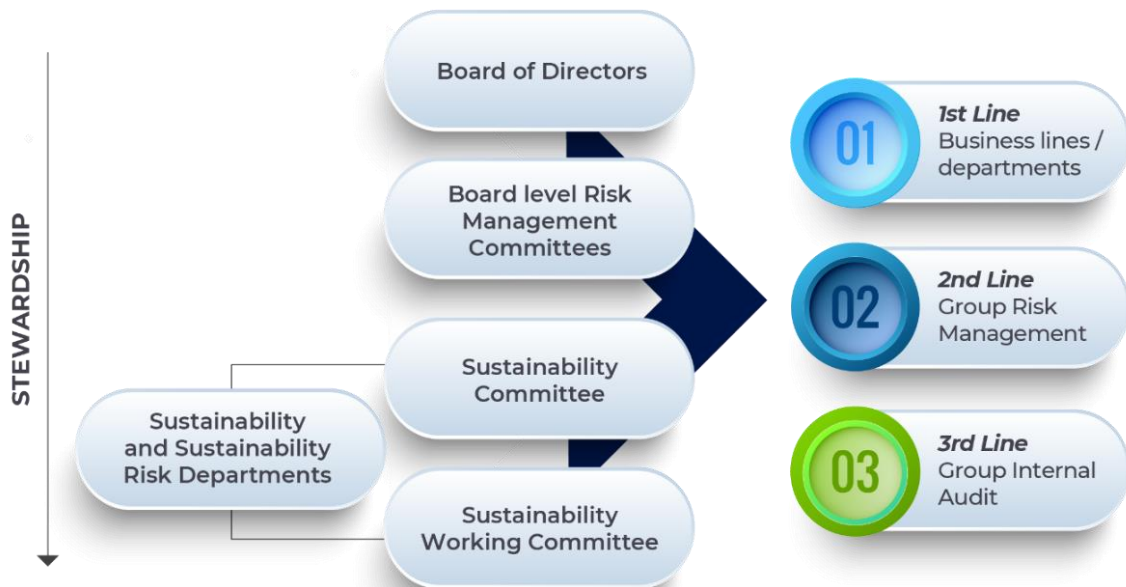 STEWARDSHIP
Board of Directors
Board level Risk
Management
Committees
Sustainability
Committee
Sustainability
and Sustainability
Risk Departments
Sustainability
Working Committee
01
1st Line
Business lines /
departments
02
2nd Line
Group Risk
Management
03
3rd Line
Group Internal
Audit